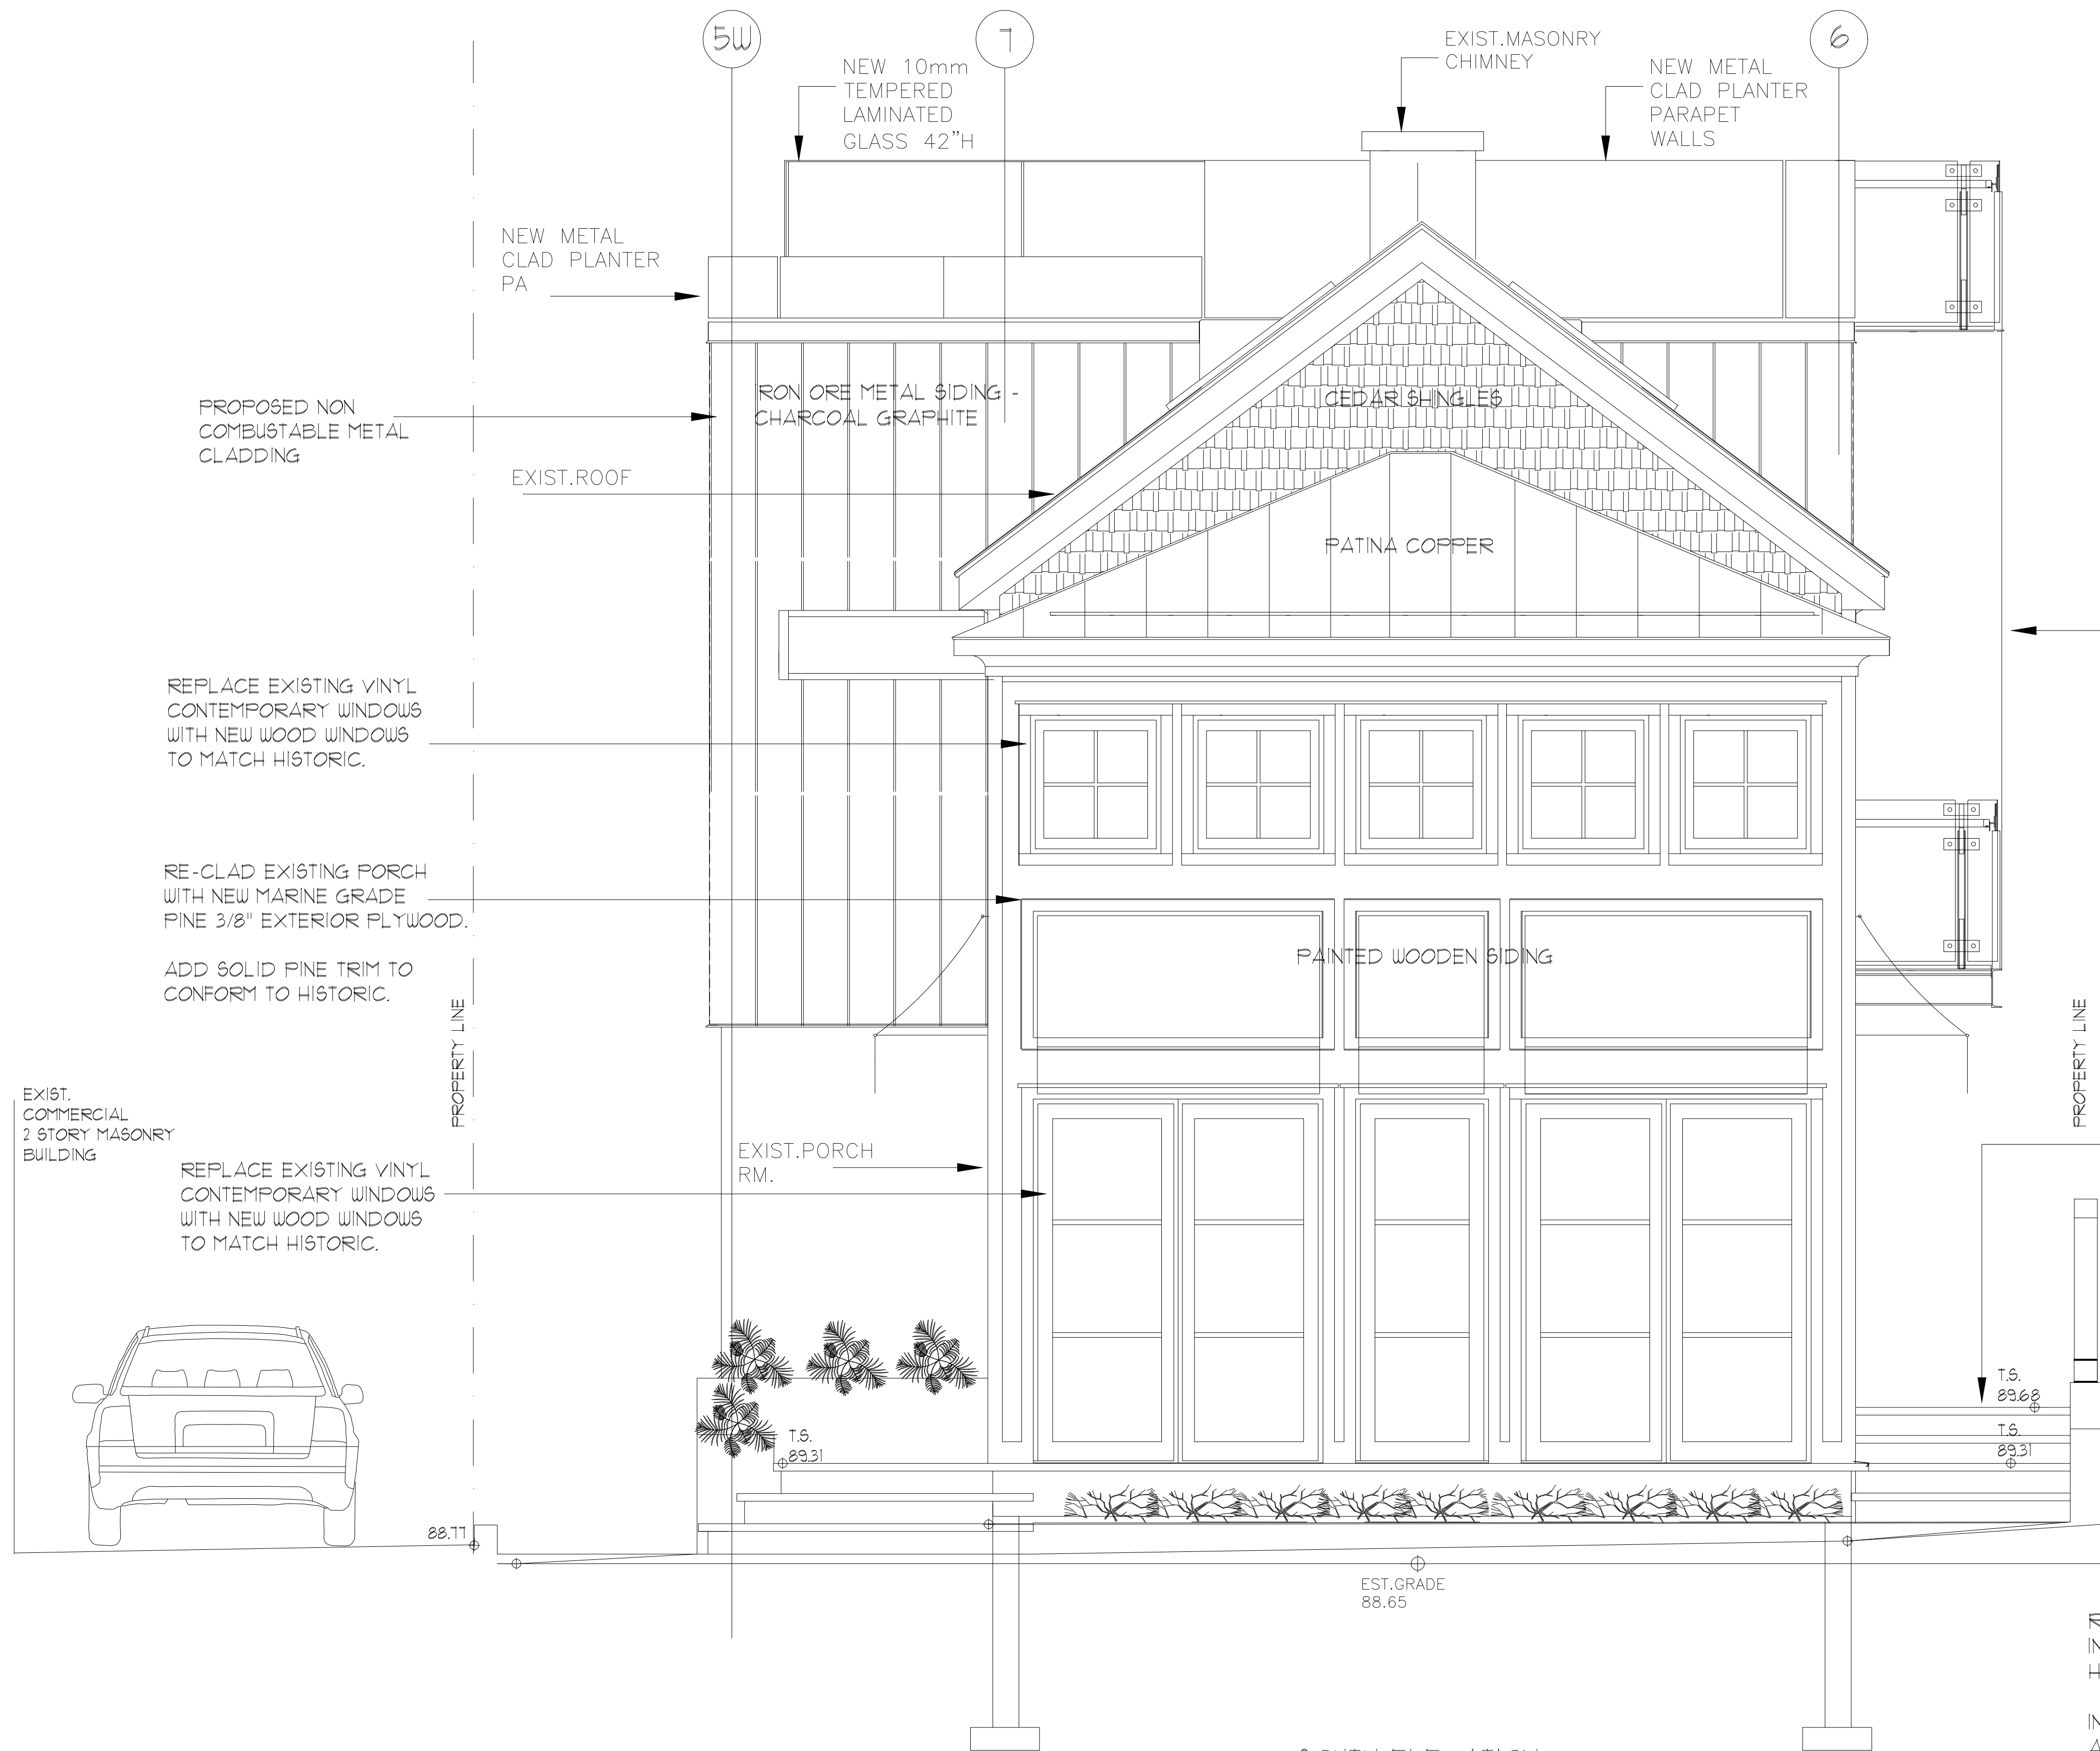 5W
7
6
NEW 10mm
TEMPERED
LAMINATED
GLASS 42"H
EXIST.MASONRY
CHIMNEY
NEW METAL
CLAD PLANTER
PARAPET
WALLS
NEW METAL
CLAD PLANTER
PA
PROPOSED NON
COMBUSTABLE METAL
CLADDING
IRON ORE METAL SIDING -
CHARCOAL GRAPHITE
CEDAR SHINGLES
EXIST.ROOF
PATINA COPPER
REPLACE EXISTING VINYL
CONTEMPORARY WINDOWS
WITH NEW WOOD WINDOWS
TO MATCH HISTORIC.
RE-CLAD EXISTING PORCH
WITH NEW MARINE GRADE
PINE 3/8" EXTERIOR PLYWOOD.
ADD SOLID PINE TRIM TO
CONFORM TO HISTORIC.
PAINTED WOODEN SIDING
PROPERTY LINE
PROPERTY LINE
EXIST.
COMMERCIAL
2 STORY MASONRY
BUILDING
EXIST.PORCH
RM.
REPLACE EXISTING VINYL
CONTEMPORARY WINDOWS
WITH NEW WOOD WINDOWS
TO MATCH HISTORIC.
T.S.
89.68
T.S.
89.31
T.S.
89.31
88.77
EST.GRADE
88.65